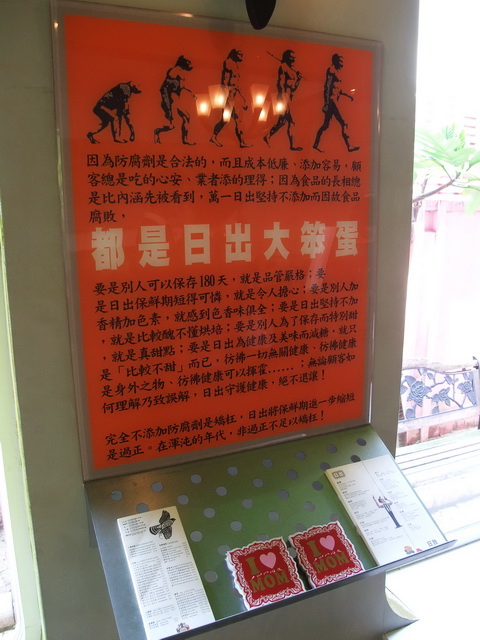 因為防腐劑是合法的，而且成本低廉、添加容易，顧
客總是吃的心安、業者添的理得；因為食品的長相總
是比內涵先被看到，萬一日出堅持不添加而因故食品
腐敗，
都是日出大笨蛋
要是別人可以保存180天，就是品管嚴格；要
是日出保鮮期短得可憐，就是令人擔心；要是別人加
香精加色素，就感到色香味俱全；要是日出堅持不加
，就是比較醜不懂烘培；要是別人為了保存而特別甜
，就是真甜點；要是日出為健康及美味而減糖，就只
是「比較不甜」而已，彷彿一切無關健康、彷彿健康
是身外之物、彷彿健康可以揮霍……；無論顧客如
何理解乃致誤解，日出守護健康，絕不退讓！
完全不添加防腐劑是矯枉，日出將保鮮期進一步縮短
是過正。在渾沌的年代，非過正不足以矯枉！
I
MOM
I
MOM